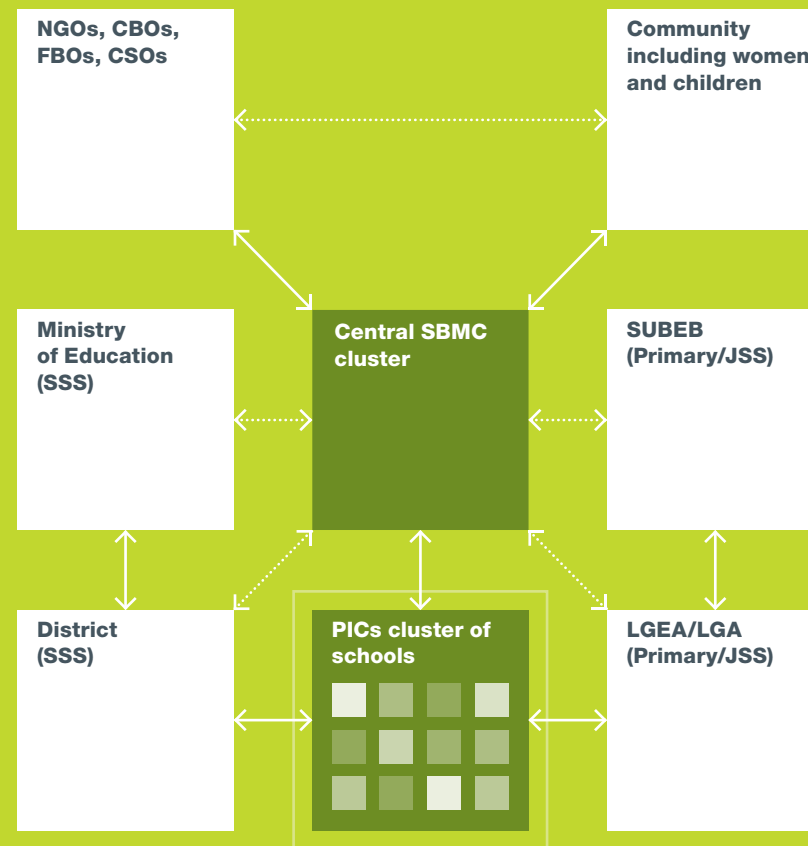 NGOs, CBOs,
FBOs, CSOs
Community
including women
and children
Ministry
of Education
(SSS)
Central SBMC
cluster
SUBEB
(Primary/JSS)
District
(SSS)
PICs cluster of
schools
LGEA/LGA
(Primary/JSS)